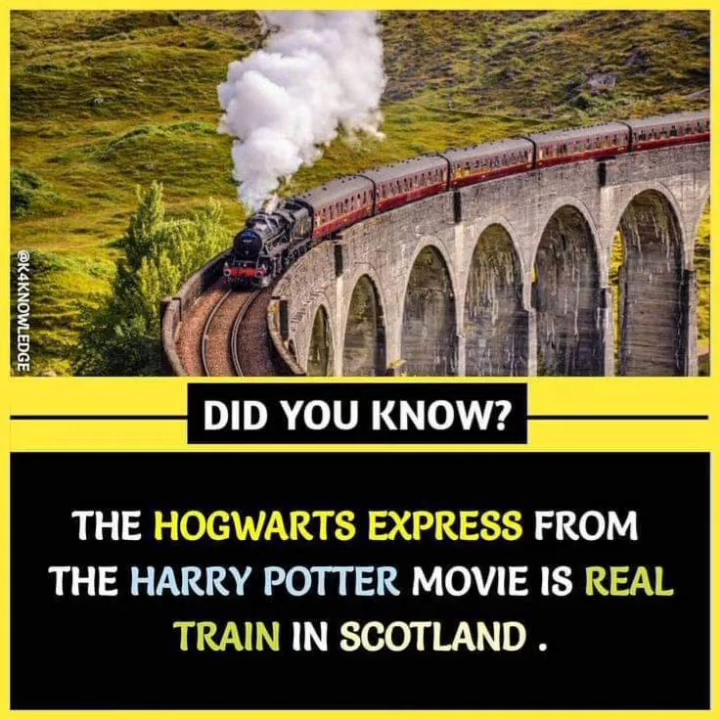 @K4KNOWLEDGE
DID YOU KNOW?
THE HOGWARTS EXPRESS FROM
THE HARRY POTTER MOVIE IS REAL
TRAIN IN SCOTLAND .